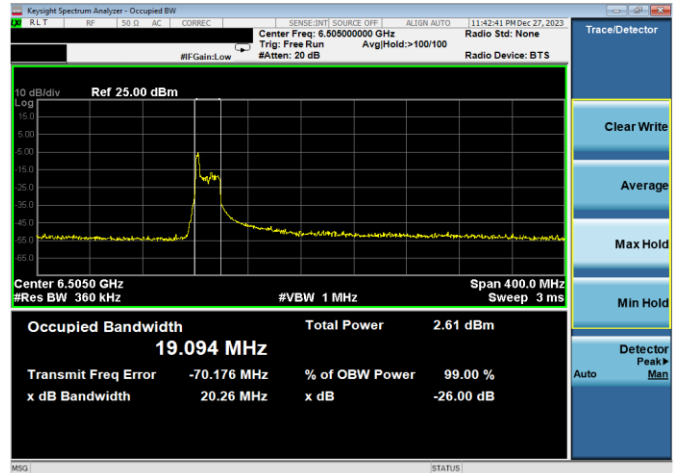 Keysight Spectrum Analyzer - Occupied BW
LXI RLT RF 50 Ω AC CORREC SENSE:INT SOURCE OFF ALIGN AUTO 11:42:41 PM Dec 27, 2023
Center Freq: 6.505000000 GHz Radio Std: None
Trig: Free Run Avg|Hold:>100/100
#IFGain:Low #Atten: 20 dB Radio Device: BTS
10 dB/div Ref 25.00 dBm
Log
15.0
5.00
-5.00
-15.0
-25.0
-35.0
-45.0
-55.0
-65.0
Center 6.5050 GHz Span 400.0 MHz
#Res BW 360 kHz #VBW 1 MHz Sweep 3 ms
Occupied Bandwidth Total Power 2.61 dBm
19.094 MHz
Transmit Freq Error -70.176 MHz % of OBW Power 99.00 %
x dB Bandwidth 20.26 MHz x dB -26.00 dB
MSG STATUS
Trace/Detector
Clear Write
Average
Max Hold
Min Hold
Detector
Peak▶
Auto Man